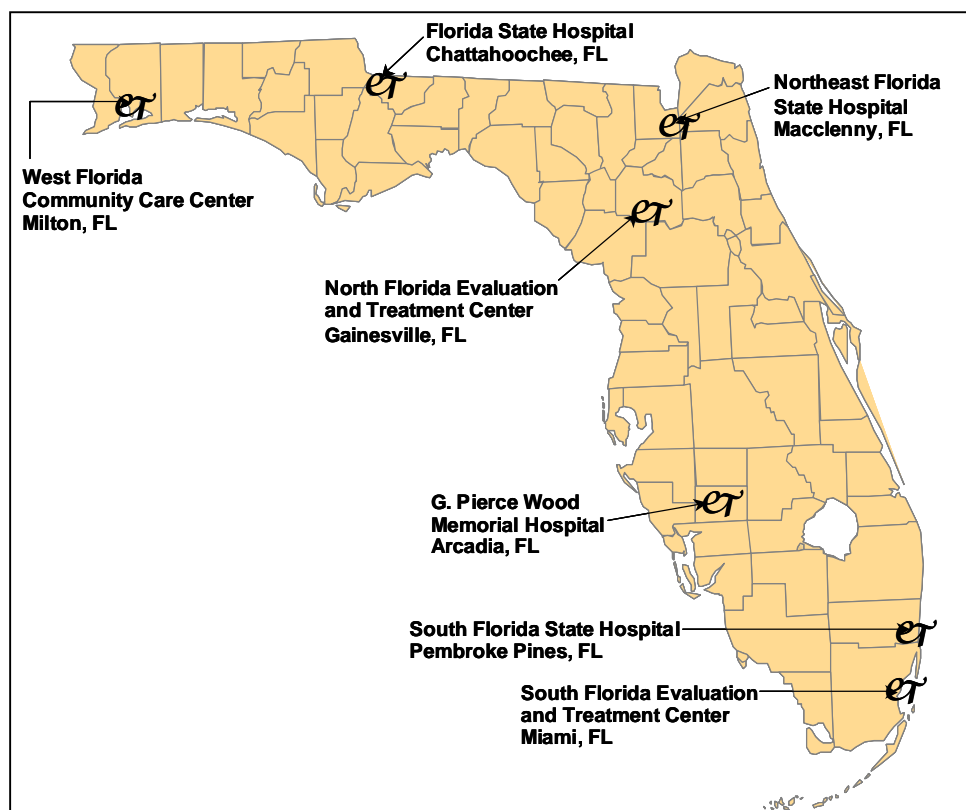 Florida State Hospital
Chattahoochee, FL
Northeast Florida
State Hospital
Macclenny, FL
West Florida
Community Care Center
Milton, FL
North Florida Evaluation
and Treatment Center
Gainesville, FL
G. Pierce Wood
Memorial Hospital
Arcadia, FL
South Florida State Hospital
Pembroke Pines, FL
South Florida Evaluation
and Treatment Center
Miami, FL